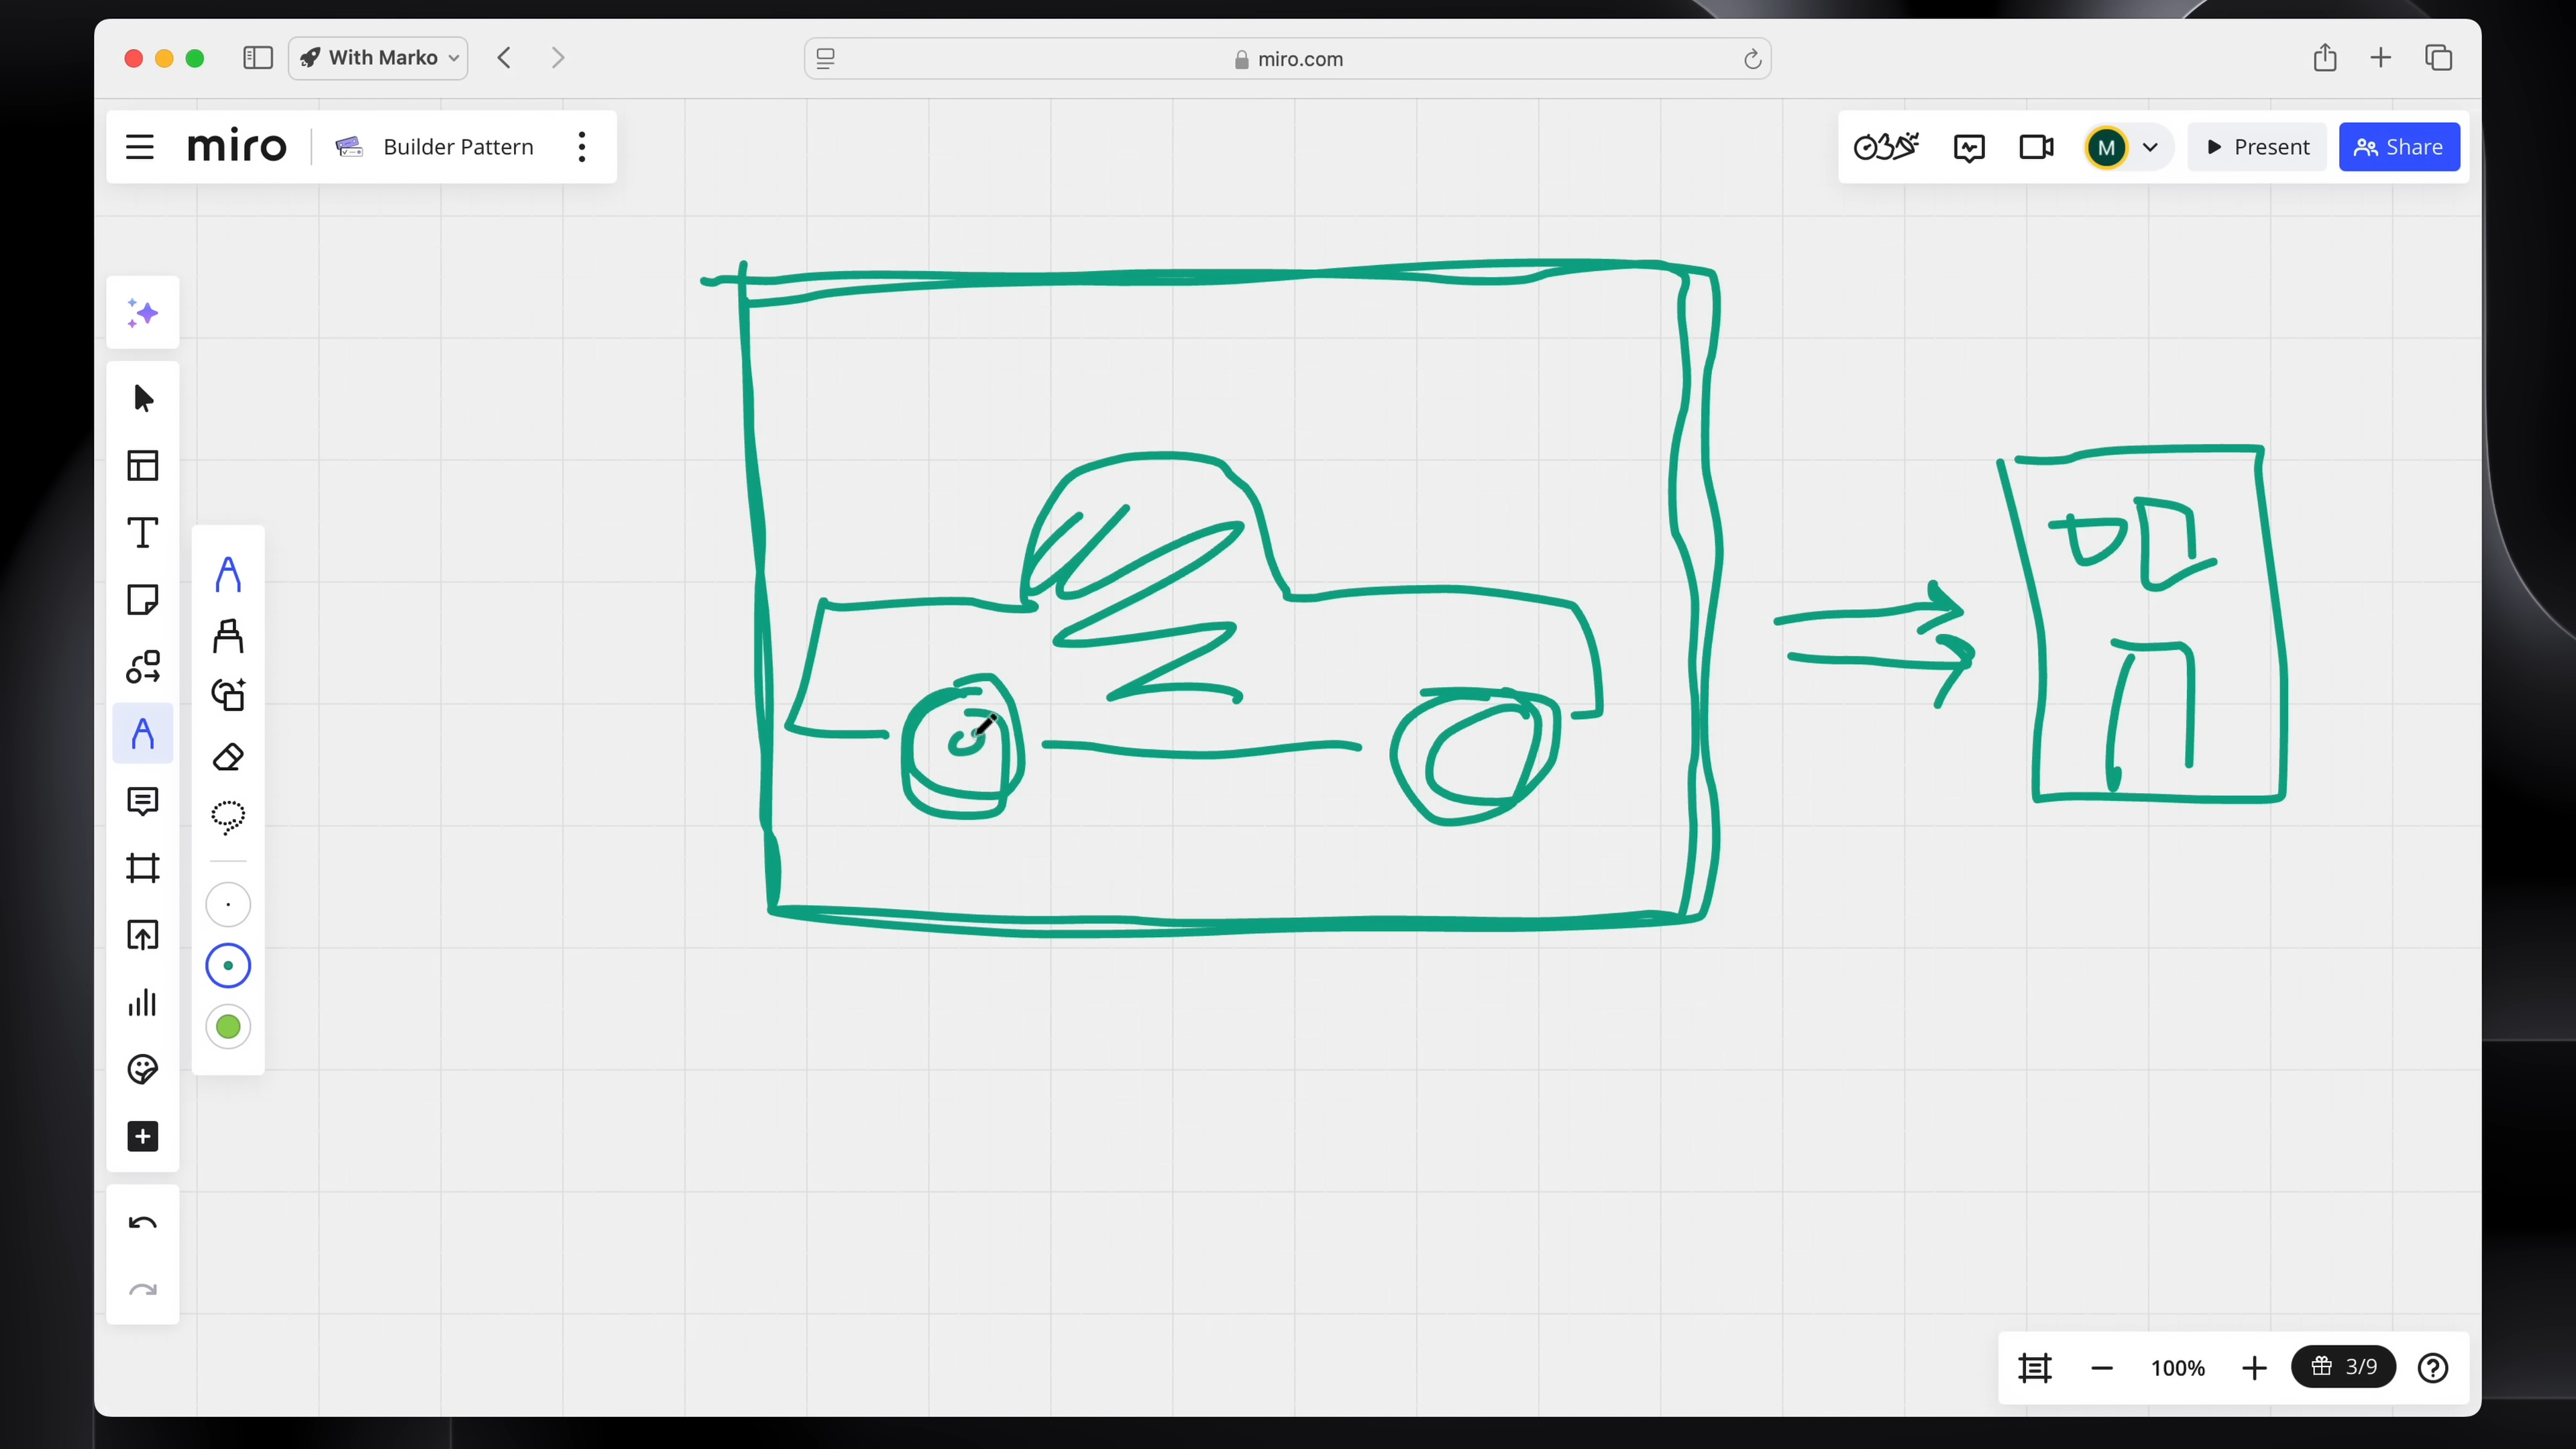 With Marko
miro.com
miro
Builder Pattern
M
Present
Share
100%
3/9